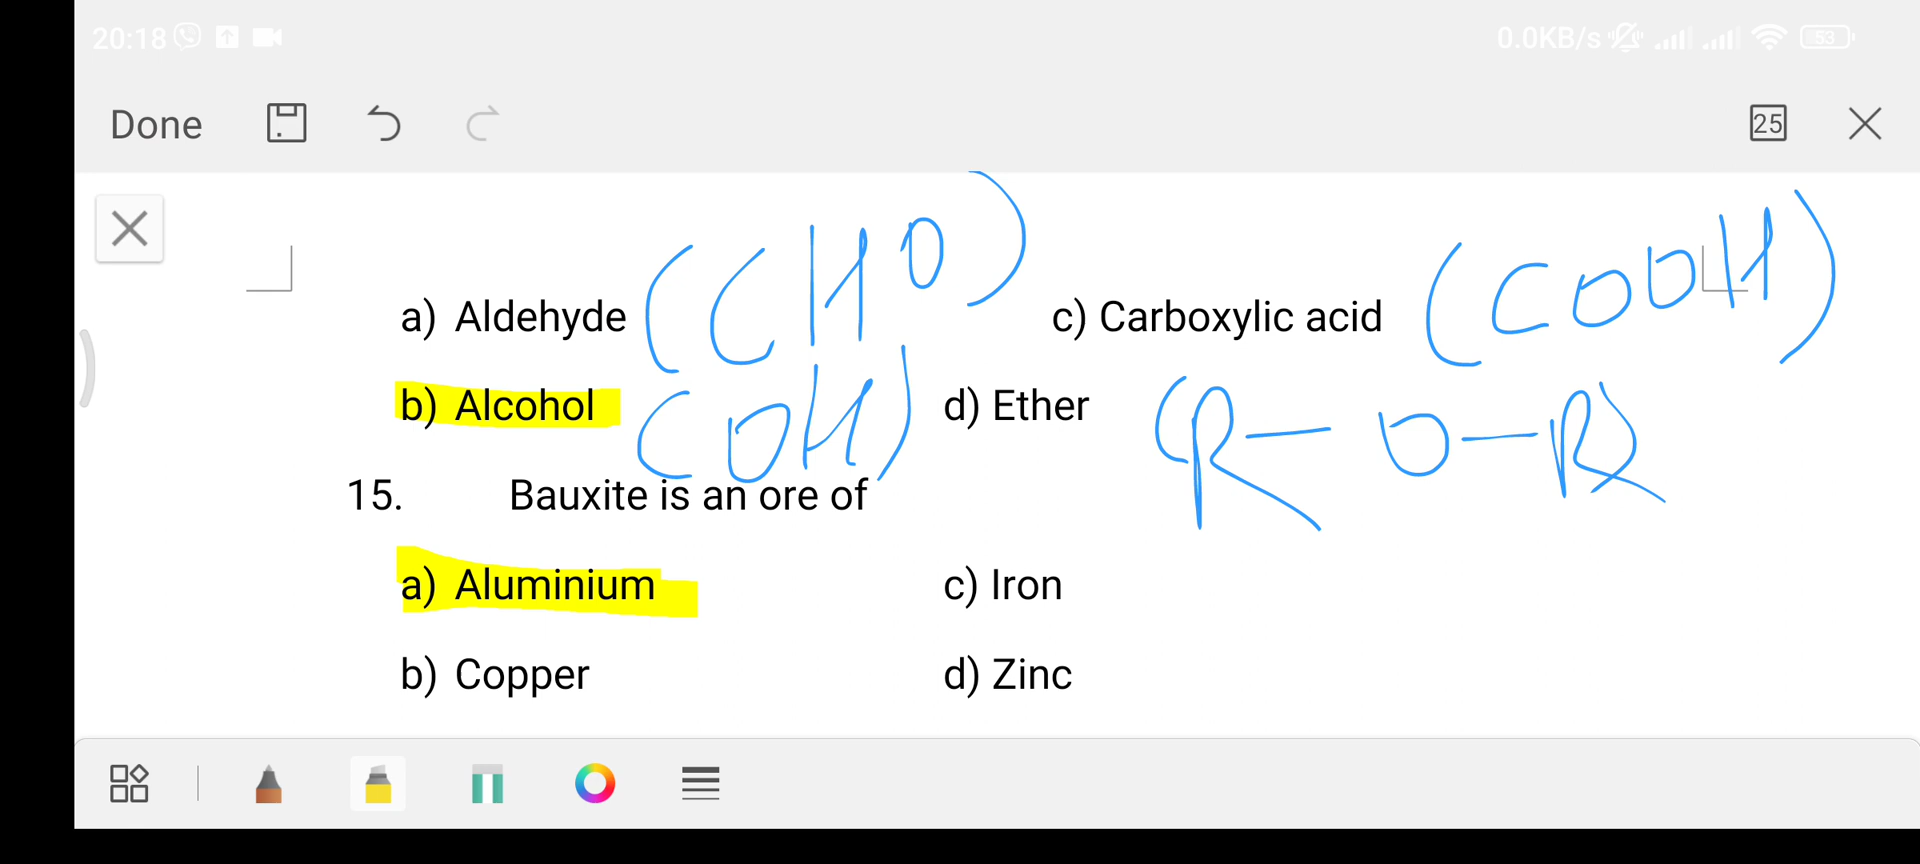 20:18 0.0KB/s 53
Done 25
a) Aldehyde (CHO) c) Carboxylic acid (COOH)
b) Alcohol (OH) d) Ether (R-O-R)
15. Bauxite is an ore of
a) Aluminium c) Iron
b) Copper d) Zinc